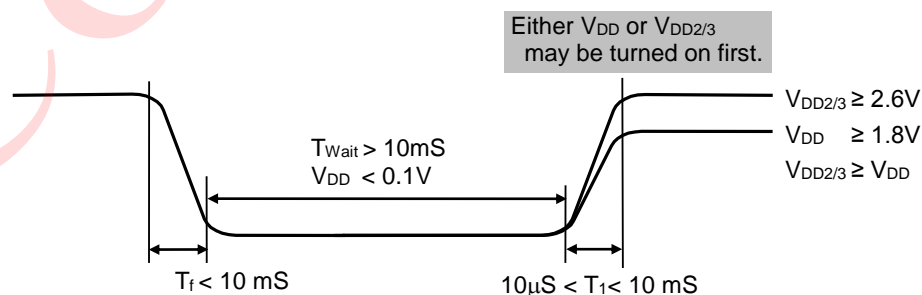 Either VDD or VDD2/3
may be turned on first.
VDD2/3 ≥ 2.6V
VDD ≥ 1.8V
VDD2/3 ≥ VDD
TWait > 10mS
VDD < 0.1V
Tf < 10 mS
10µS < T1< 10 mS